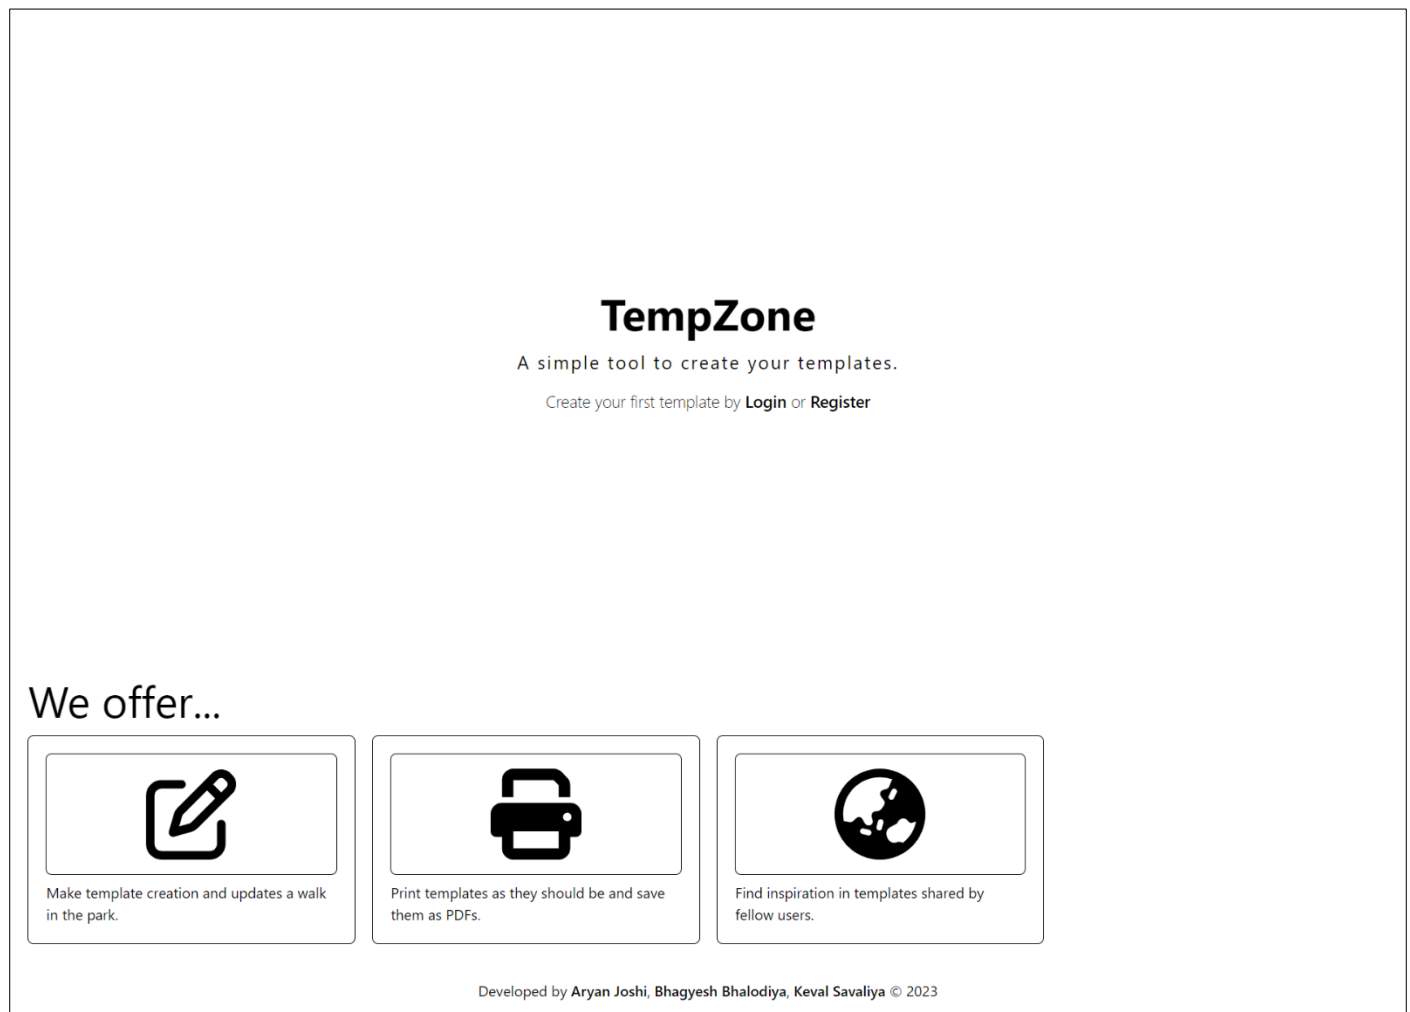 TempZone
A simple tool to create your templates.
Create your first template by Login or Register
We offer...
Make template creation and updates a walk
in the park.
Print templates as they should be and save
them as PDFs.
Find inspiration in templates shared by
fellow users.
Developed by Aryan Joshi, Bhagyesh Bhalodiya, Keval Savaliya © 2023